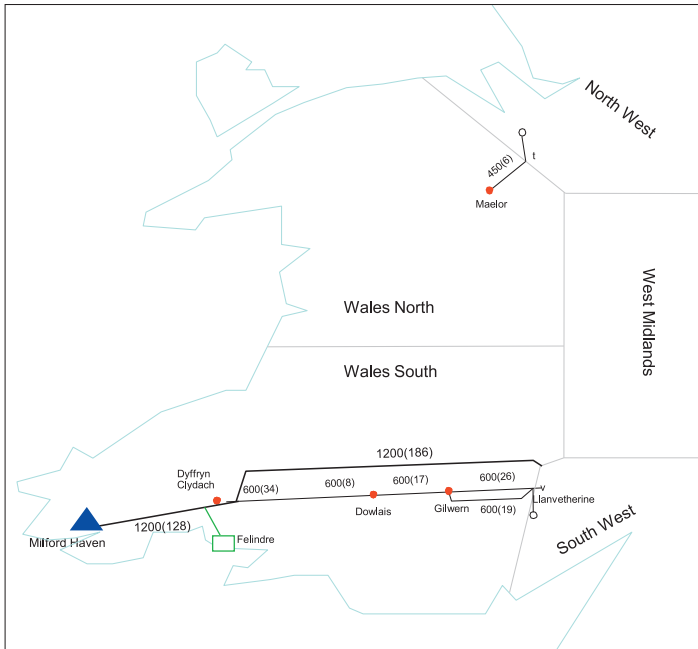 North West
450(6)
t
Maelor
West Midlands
Wales North
Wales South
1200(186)
Dyffryn
Clydach
600(34)
600(8)
600(17)
600(26)
v
Dowlais
Gilwern
600(19)
Llanvetherine
1200(128)
Milford Haven
Felindre
South West